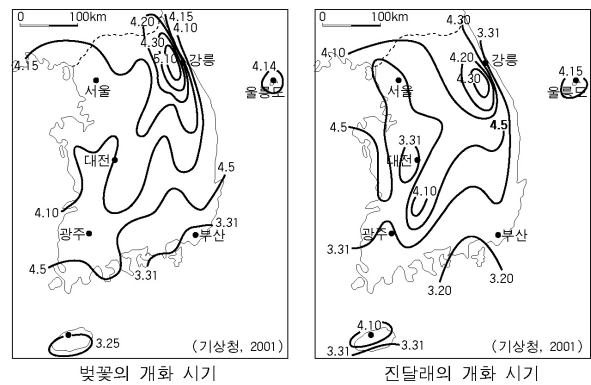 0 100km
4.20
4.15
4.10
4.30
5.10
강릉
4.15
서울
4.14
울릉도
대전
4.5
4.10
광주
3.31
부산
4.5
3.31
3.25
(기상청, 2001)
벚꽃의 개화 시기
0 100km
4.30
3.31
4.10
4.20
강릉
4.30
서울
4.15
울릉도
4.5
4.5
3.31
대전
4.10
광주
부산
3.31
3.20
3.20
4.10
3.31
3.31
(기상청, 2001)
진달래의 개화 시기